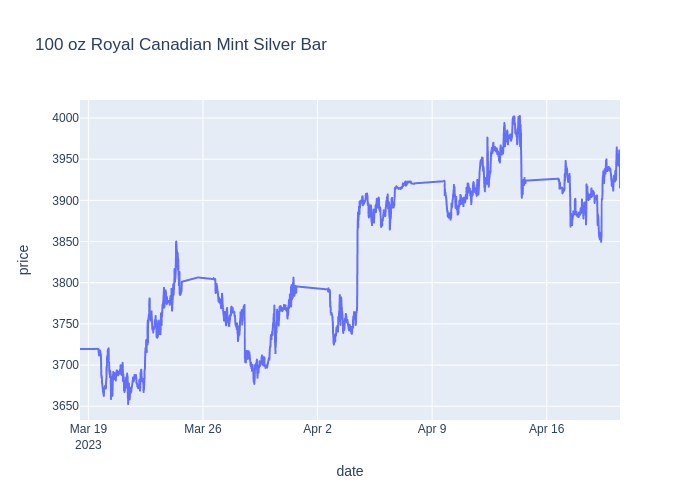 100 oz Royal Canadian Mint Silver Bar
price
4000
3950
3900
3850
3800
3750
3700
3650
Mar 19
2023
Mar 26
Apr 2
Apr 9
Apr 16
date